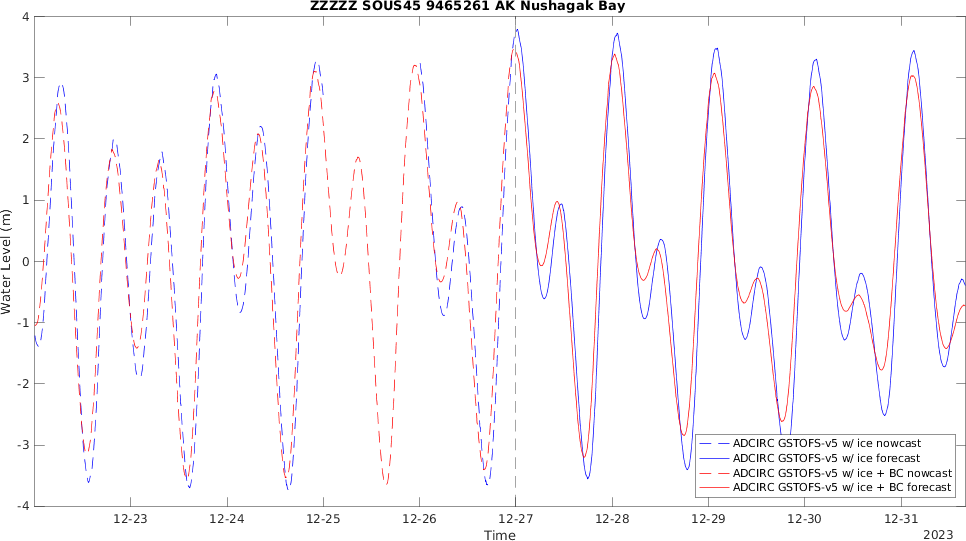 ZZZZZ SOUS45 9465261 AK Nushagak Bay
Water Level (m)
4
3
2
1
0
-1
-2
-3
-4
ADCIRC GSTOFS-v5 w/ ice nowcast
ADCIRC GSTOFS-v5 w/ ice forecast
ADCIRC GSTOFS-v5 w/ ice + BC nowcast
ADCIRC GSTOFS-v5 w/ ice + BC forecast
12-23 12-24 12-25 12-26 12-27 12-28 12-29 12-30 12-31
Time
2023